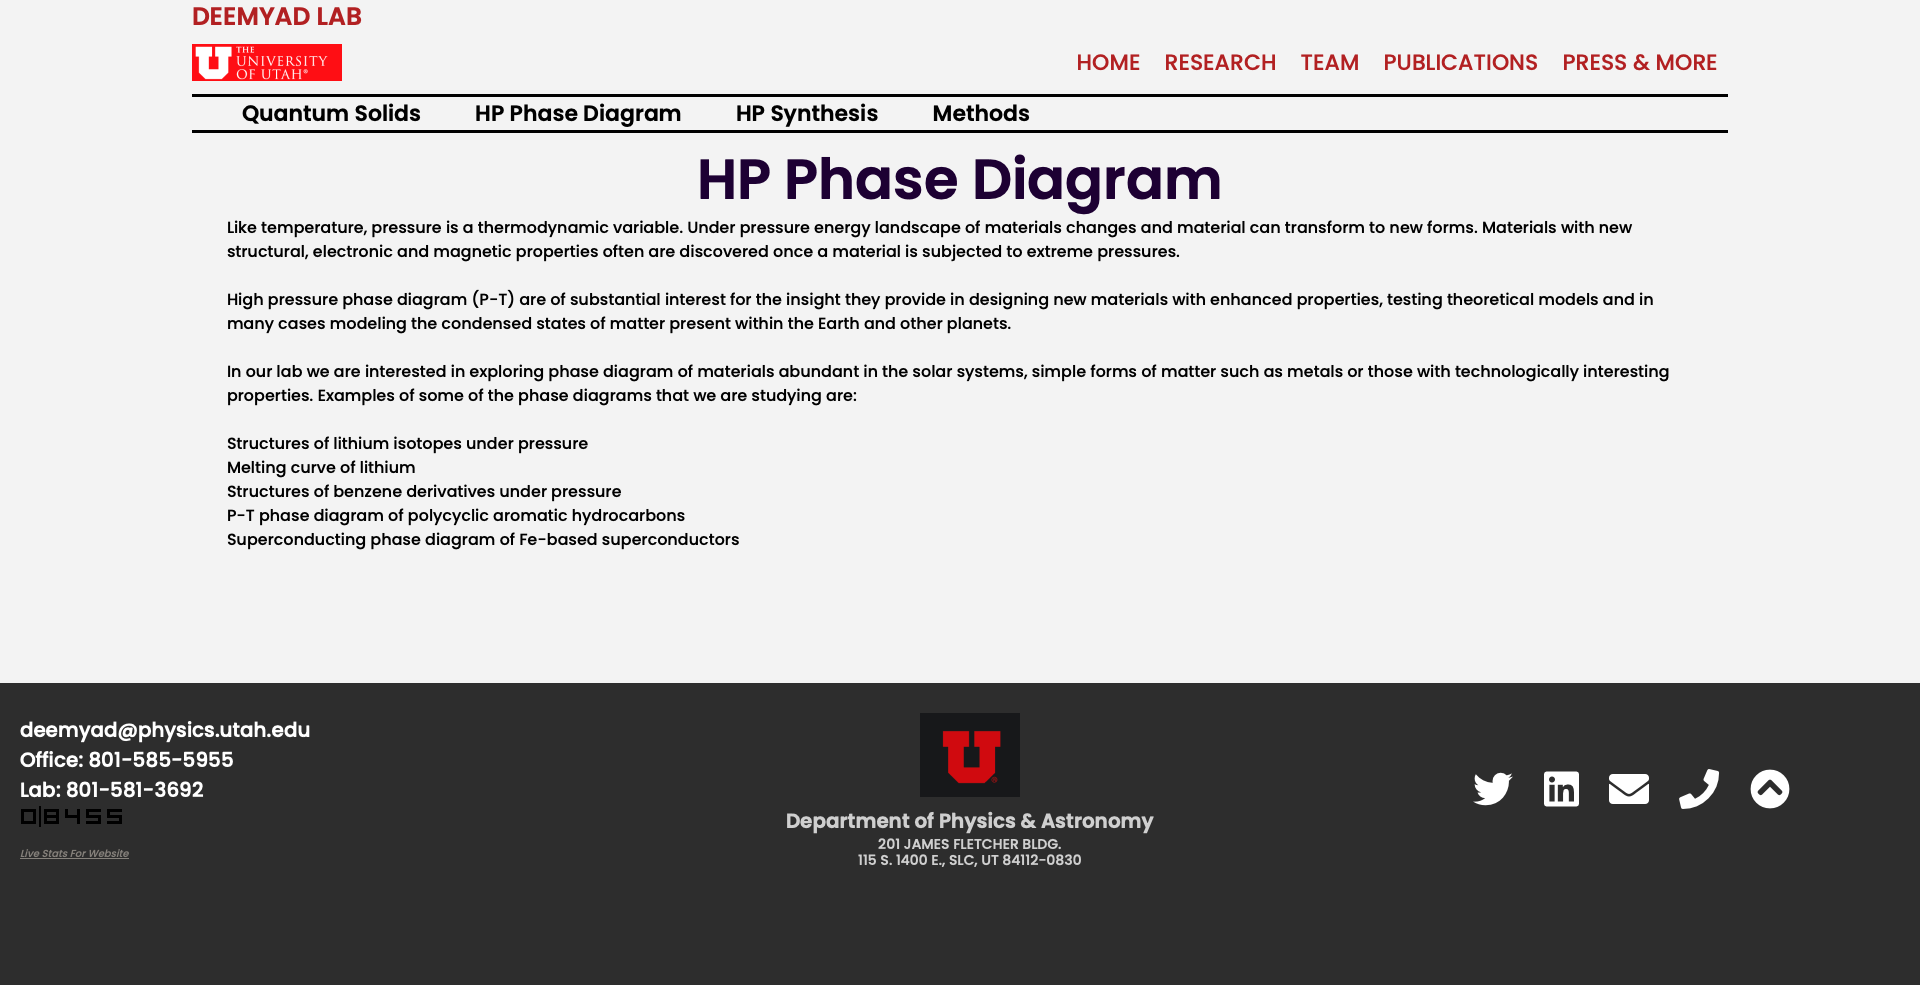 DEEMYAD LAB
THE
UNIVERSITY
OF UTAH®
HOME RESEARCH TEAM PUBLICATIONS PRESS & MORE
Quantum Solids HP Phase Diagram HP Synthesis Methods
HP Phase Diagram
Like temperature, pressure is a thermodynamic variable. Under pressure energy landscape of materials changes and material can transform to new forms. Materials with new
structural, electronic and magnetic properties often are discovered once a material is subjected to extreme pressures.
High pressure phase diagram (P-T) are of substantial interest for the insight they provide in designing new materials with enhanced properties, testing theoretical models and in
many cases modeling the condensed states of matter present within the Earth and other planets.
In our lab we are interested in exploring phase diagram of materials abundant in the solar systems, simple forms of matter such as metals or those with technologically interesting
properties. Examples of some of the phase diagrams that we are studying are:
Structures of lithium isotopes under pressure
Melting curve of lithium
Structures of benzene derivatives under pressure
P-T phase diagram of polycyclic aromatic hydrocarbons
Superconducting phase diagram of Fe-based superconductors
deemyad@physics.utah.edu
Office: 801-585-5955
Lab: 801-581-3692
0|8455
Live Stats For Website
Department of Physics & Astronomy
201 JAMES FLETCHER BLDG.
115 S. 1400 E., SLC, UT 84112-0830